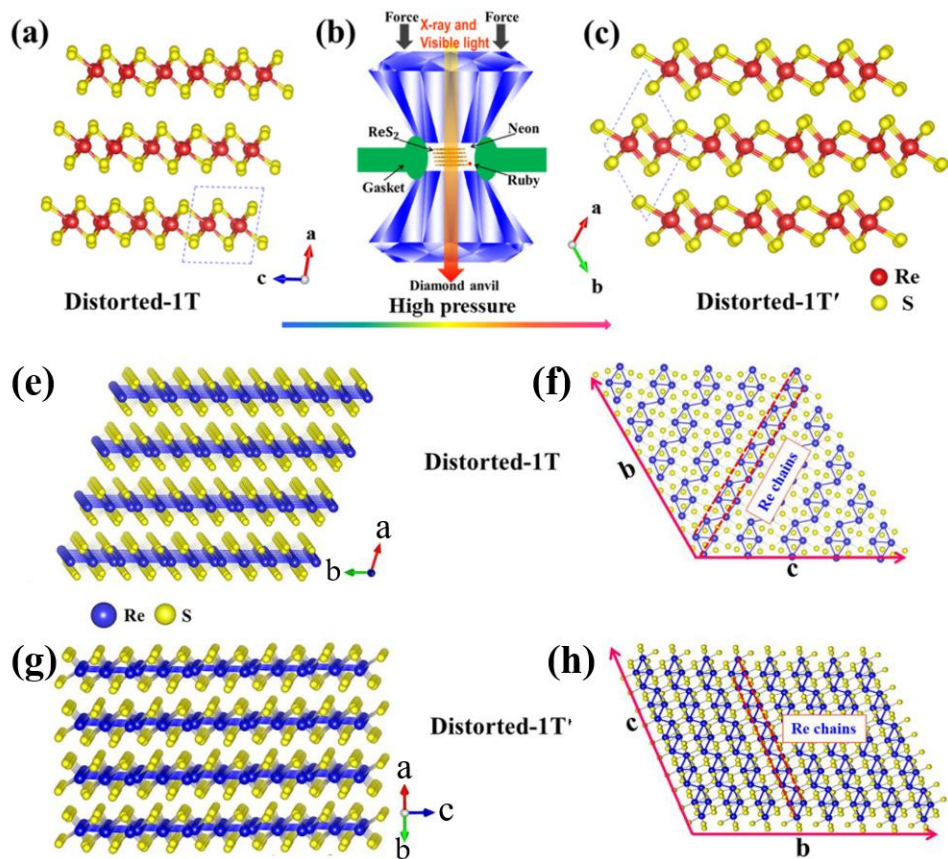 (a)
(b)
(c)
Force
X-ray and
Visible light
Force
ReS₂
Neon
Gasket
Ruby
a
c
a
b
Diamond anvil
High pressure
Distorted-1T
Distorted-1T′
Re
S
(e)
(f)
Distorted-1T
b
Re chains
c
a
b
Re
S
(g)
(h)
Distorted-1T'
c
Re chains
b
a
c
b